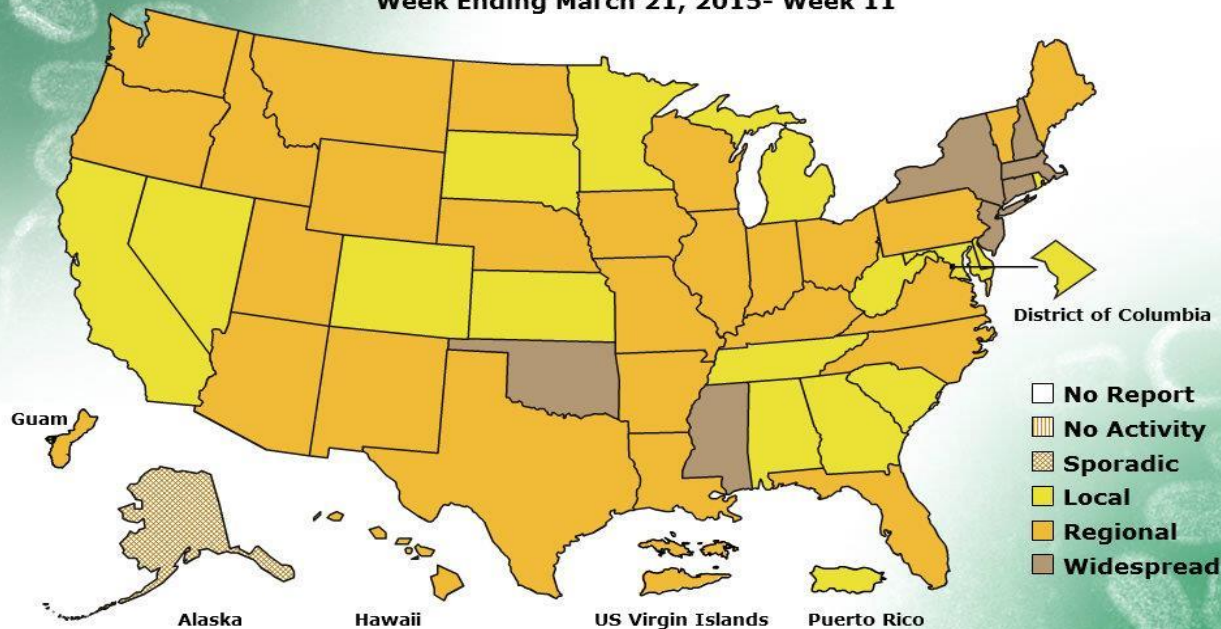 Week Ending March 21, 2015- Week 11
District of Columbia
No Report
Guam
No Activity
Sporadic
Local
Regional
Widespread
Alaska
Hawaii
US Virgin Islands
Puerto Rico